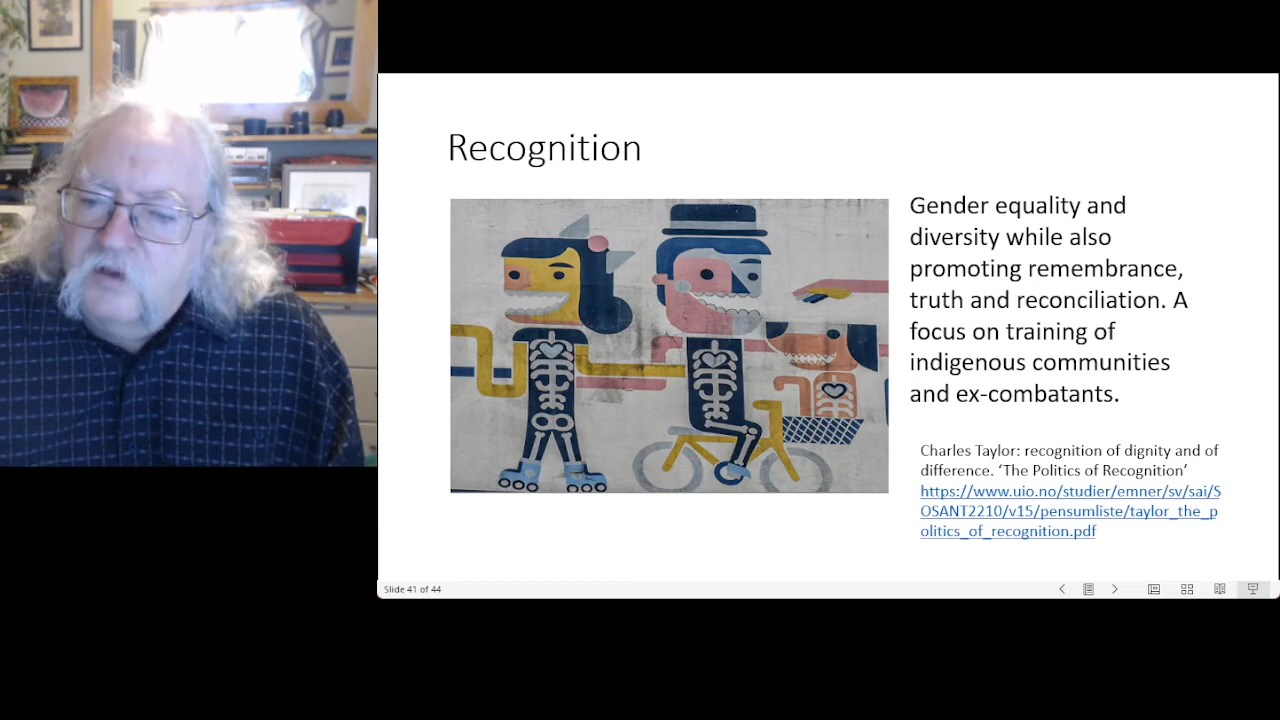 Recognition
Gender equality and
diversity while also
promoting remembrance,
truth and reconciliation. A
focus on training of
indigenous communities
and ex-combatants.
Charles Taylor: recognition of dignity and of
difference. ‘The Politics of Recognition’
https://www.uio.no/studier/emner/sv/sai/S
OSANT2210/v15/pensumliste/taylor_the_p
olitics_of_recognition.pdf
Slide 41 of 44